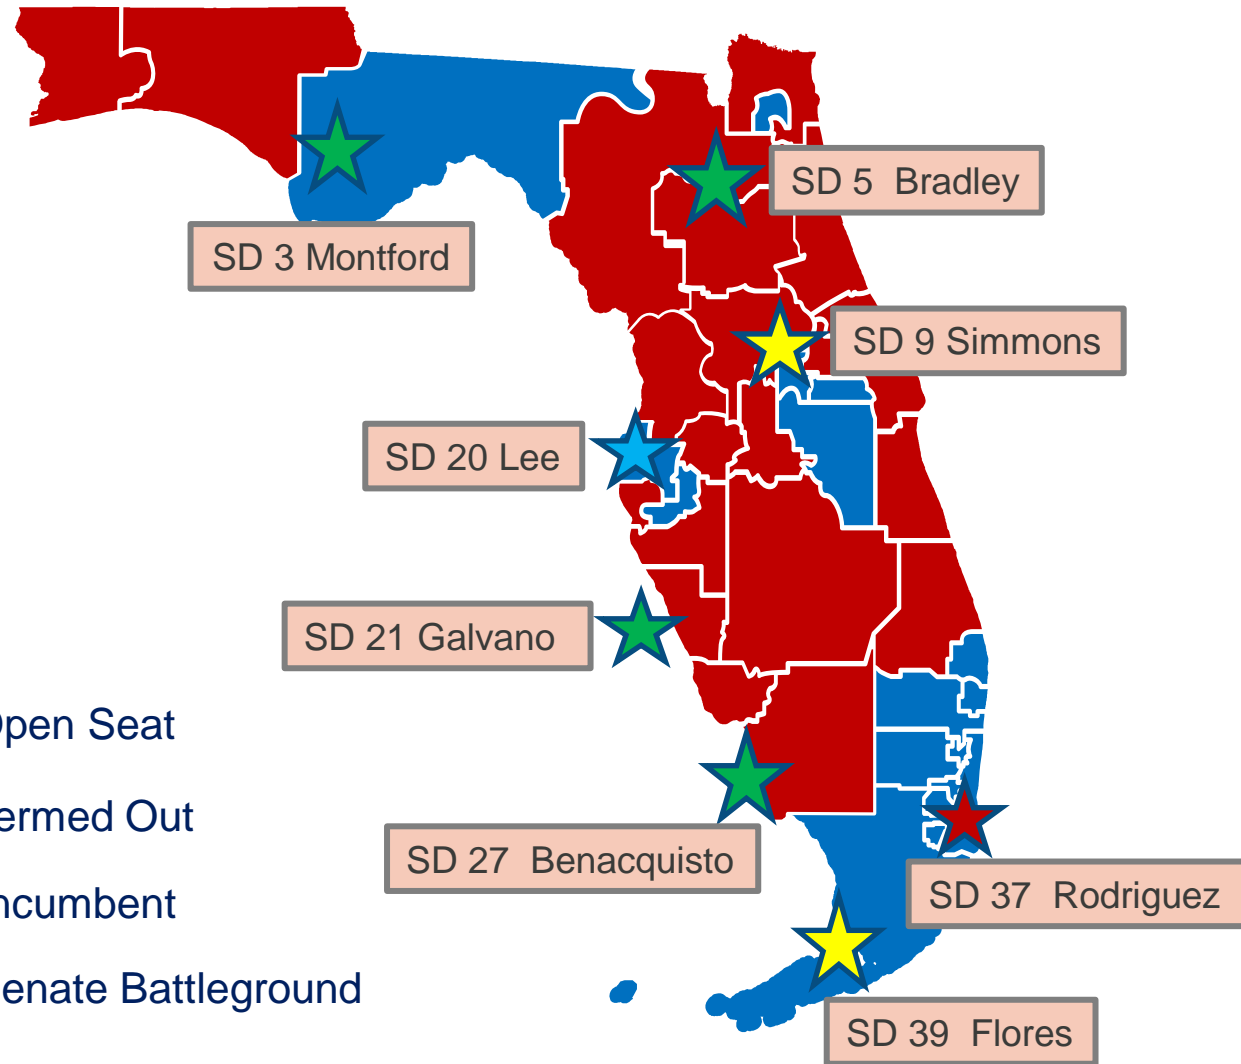 SD 5  Bradley
SD 3 Montford
SD 9 Simmons
SD 20 Lee
SD 21 Galvano
pen Seat
ermed Out
SD 27  Benacquisto
ncumbent
SD 37  Rodriguez
enate Battleground
SD 39  Flores